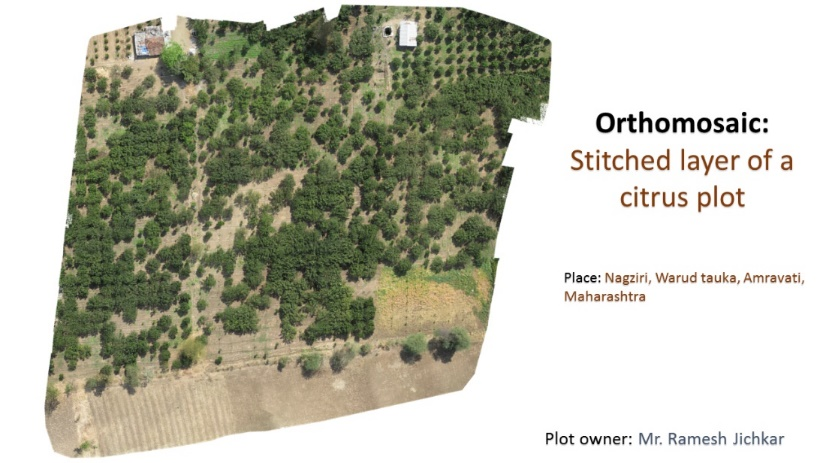 Orthomosaic:
Stitched layer of a
citrus plot
Place: Nagziri, Warud tauka, Amravati,
Maharashtra
Plot owner: Mr. Ramesh Jichkar